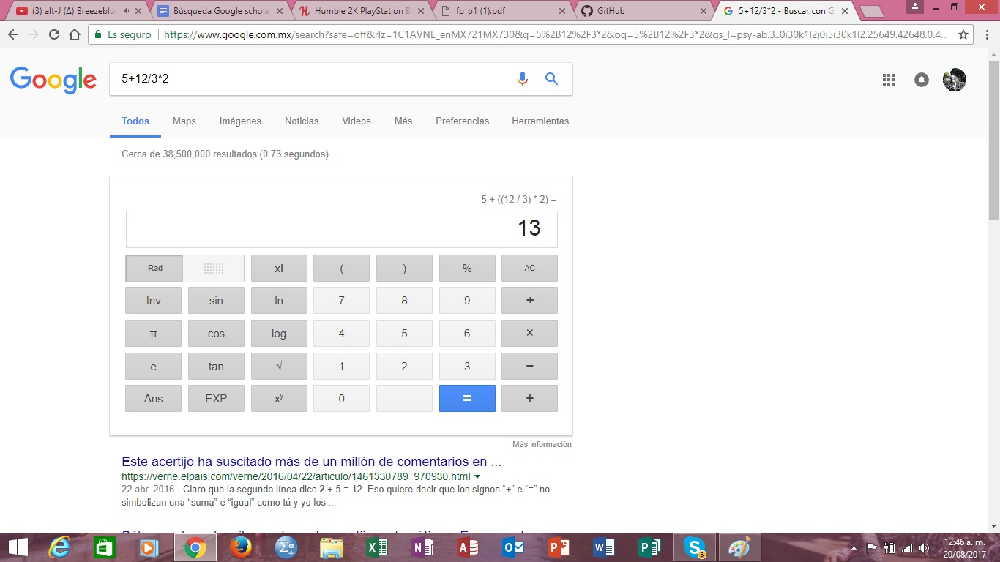 (3) alt-J (Δ) Breezeblo
Búsqueda Google schola
Humble 2K PlayStation B
fp_p1 (1).pdf
GitHub
5+12/3*2 - Buscar con G
Es seguro
https://www.google.com.mx/search?safe=off&rlz=1C1AVNE_enMX721MX730&q=5%2B12%2F3*2&oq=5%2B12%2F3*2&gs_l=psy-ab.3..0i30k1l2j0i5i30k1l2.25649.42648.0.4...
Google
5+12/3*2
Todos Maps Imágenes Noticias Videos Más Preferencias Herramientas
Cerca de 38,500,000 resultados (0.73 segundos)
5 + ((12 / 3) * 2) =
13
Rad x! ( ) % AC
Inv sin ln 7 8 9 ÷
π cos log 4 5 6 ×
e tan √ 1 2 3 −
Ans EXP xʸ 0 . = +
Más información
Este acertijo ha suscitado más de un millón de comentarios en ...
https://verne.elpais.com/verne/2016/04/22/articulo/1461330789_970930.html
22 abr. 2016 - Claro que la segunda línea dice 2 + 5 = 12. Eso quiere decir que los signos “+” e “=” no
simbolizan una “suma” e “igual” como tú y yo los ...
12:46 a. m.
20/08/2017